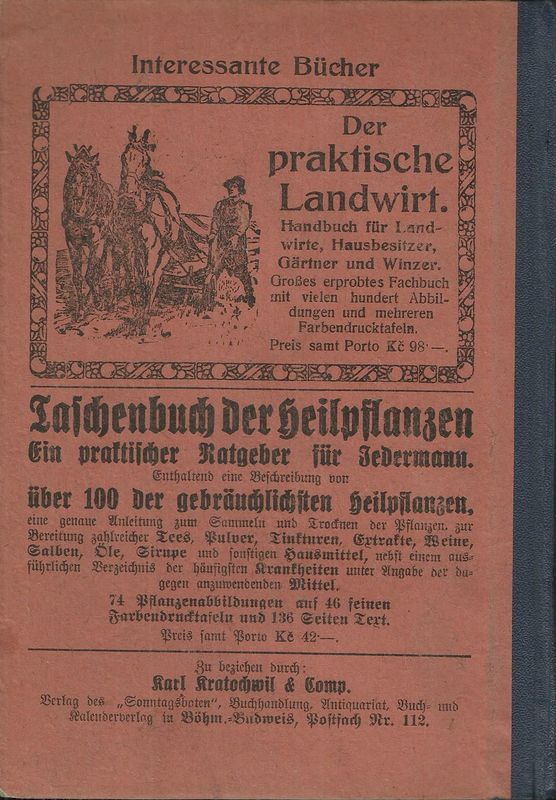 Interessante Bücher
Der
praktische
Landwirt.
Handbuch für Land-
wirte, Hausbesitzer,
Gärtner und Winzer.
Großes erprobtes Fachbuch
mit vielen hundert Abbil-
dungen und mehreren
Farbendrucktafeln.
Preis samt Porto Kč 98·—.
Taschenbuch der Heilpflanzen
Ein praktischer Ratgeber für Jedermann.
Enthaltend eine Beschreibung von
über 100 der gebräuchlichsten Heilpflanzen,
eine genaue Anleitung zum Sammeln und Trocknen der Pflanzen, zur
Bereitung zahlreicher Tees, Pulver, Tinkturen, Extrakte, Weine,
Salben, Öle, Sirupe und sonstigen Hausmittel, nebst einem aus-
führlichen Verzeichnis der häufigsten Krankheiten unter Angabe der da-
gegen anzuwendenden Mittel.
74 Pflanzenabbildungen auf 46 feinen
Farbendrucktafeln und 136 Seiten Text.
Preis samt Porto Kč 42·—.
Zu beziehen durch:
Karl Kratochwil & Comp.
Verlag des „Sonntagsboten", Buchhandlung, Antiquariat, Buch- und
Kalenderverlag in Böhm.-Budweis, Postfach Nr. 112.